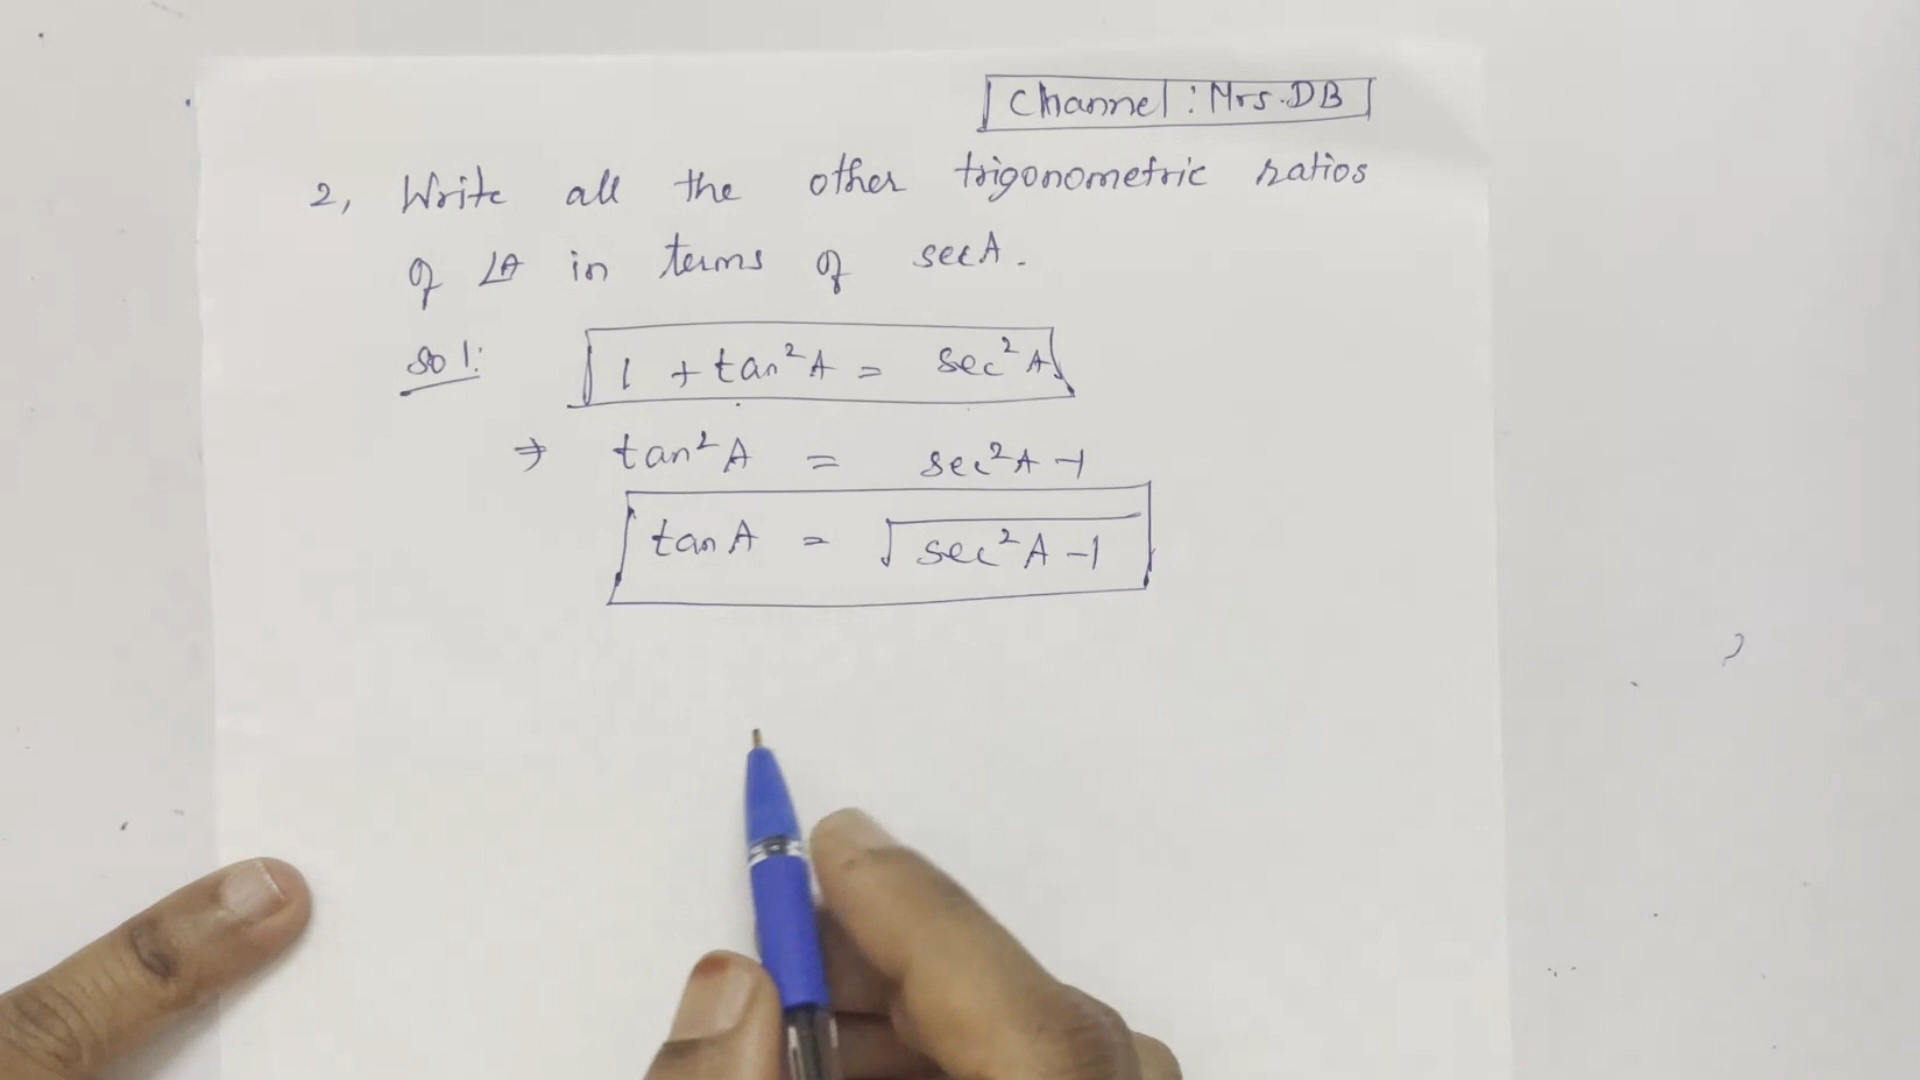 Channel : Mrs.DB
2, Write all the other trigonometric ratios
of ∠A in terms of secA.
Sol:
1 + tan²A = sec²A
⇒ tan²A = sec²A -1
tanA = √sec²A -1